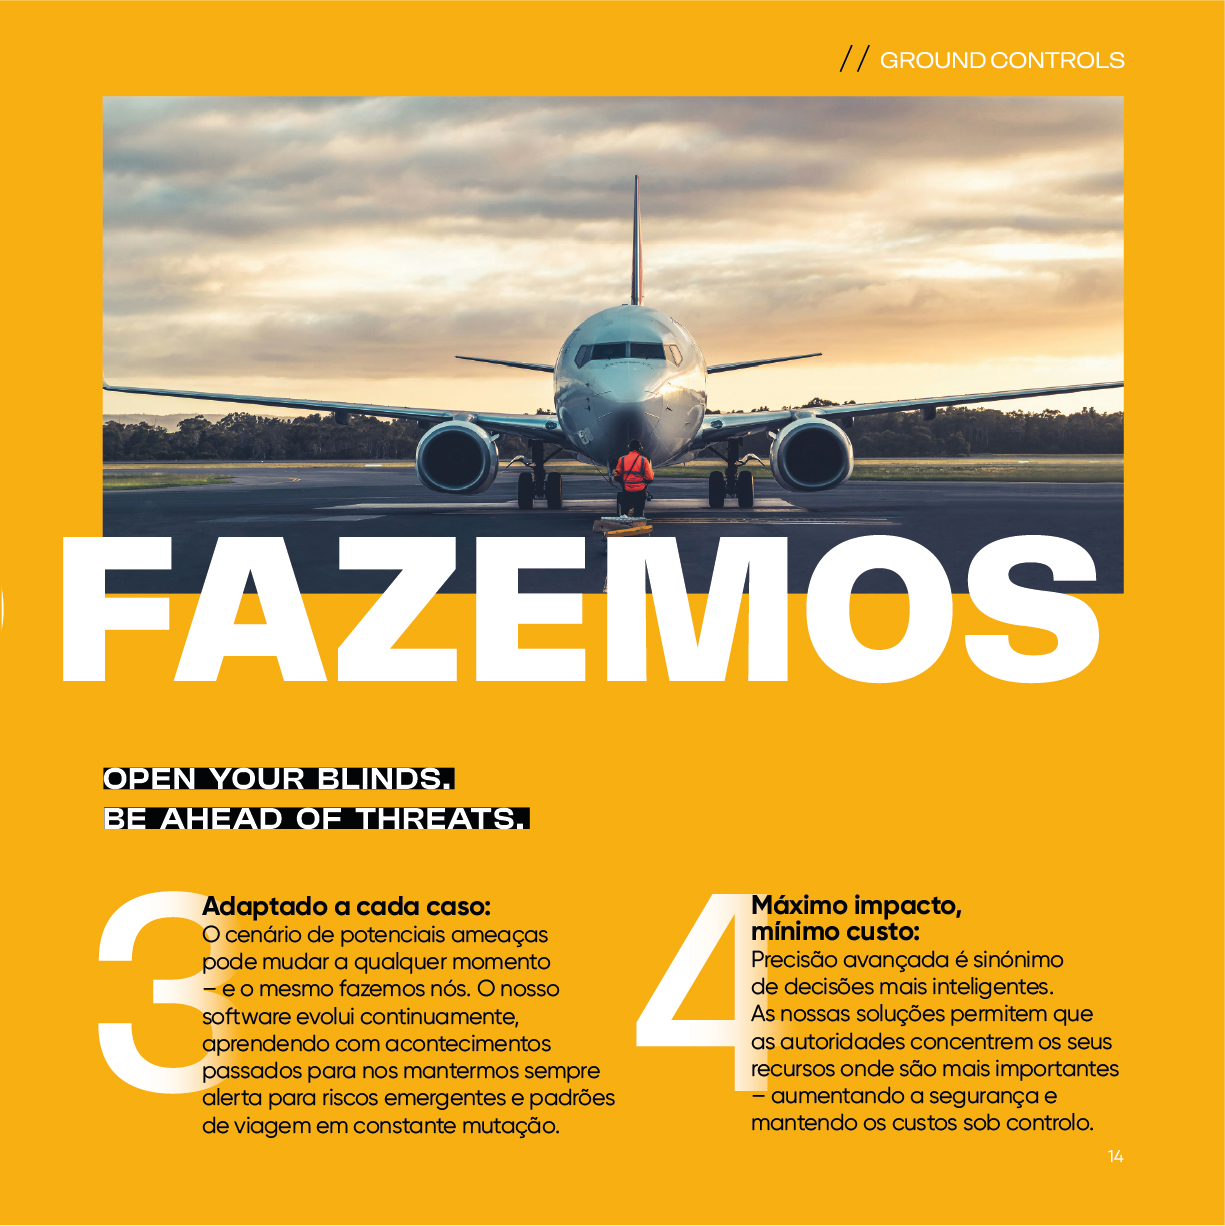 // GROUND CONTROLS
FAZEMOS
OPEN YOUR BLINDS.
BE AHEAD OF THREATS.
3
Adaptado a cada caso:
O cenário de potenciais ameaças
pode mudar a qualquer momento
– e o mesmo fazemos nós. O nosso
software evolui continuamente,
aprendendo com acontecimentos
passados para nos mantermos sempre
alerta para riscos emergentes e padrões
de viagem em constante mutação.
4
Máximo impacto,
mínimo custo:
Precisão avançada é sinónimo
de decisões mais inteligentes.
As nossas soluções permitem que
as autoridades concentrem os seus
recursos onde são mais importantes
– aumentando a segurança e
mantendo os custos sob controlo.
14